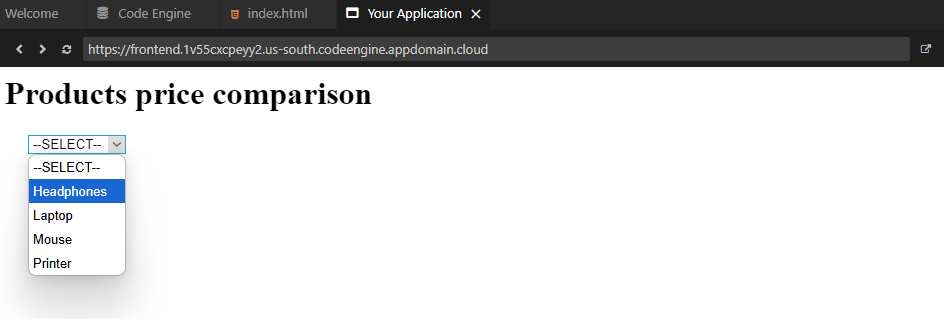 Welcome Code Engine index.html Your Application
https://frontend.1v55cxcpeyy2.us-south.codeengine.appdomain.cloud
Products price comparison
--SELECT--
--SELECT--
Headphones
Laptop
Mouse
Printer